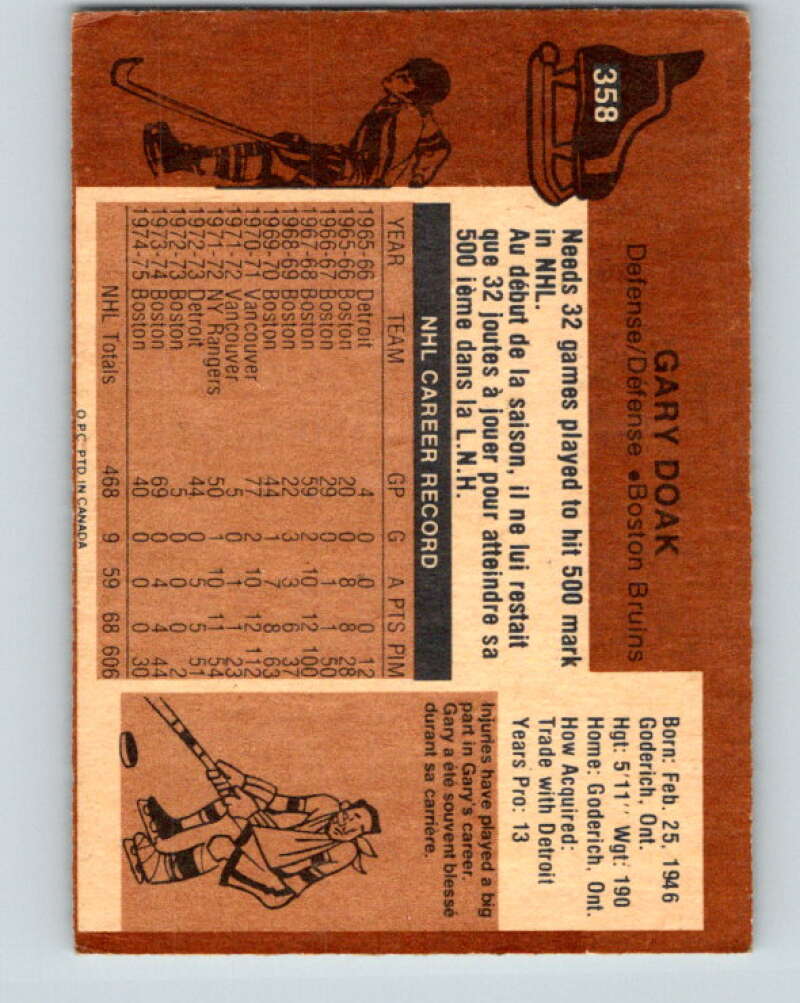 358
GARY DOAK
Defense/Défense • Boston Bruins
Needs 32 games played to hit 500 mark
in NHL.
Au début de la saison, il ne lui restait
que 32 joutes à jouer pour atteindre sa
500 ième dans la L.N.H.
NHL CAREER RECORD
YEAR TEAM GP G A PTS PIM
1965-66 Detroit 4 0 0 0 12
1965-66 Boston 20 0 8 8 28
1966-67 Boston 29 0 1 1 50
1967-68 Boston 59 2 10 12 100
1968-69 Boston 22 3 3 6 37
1969-70 Boston 44 1 7 8 63
1970-71 Vancouver 77 2 10 12 112
1971-72 Vancouver 5 0 1 1 23
1971-72 NY Rangers 50 1 10 11 54
1972-73 Detroit 44 0 5 5 51
1972-73 Boston 5 0 0 0 2
1973-74 Boston 69 0 4 4 44
1974-75 Boston 40 0 0 0 30
NHL Totals 468 9 59 68 606
O.P.C. PTD IN CANADA
Born: Feb. 25, 1946
Goderich, Ont.
Hgt: 5'11'' Wgt: 190
Home: Goderich, Ont.
How Acquired:
Trade with Detroit
Years Pro: 13
Injuries have played a big
part in Gary's career.
Gary a été souvent blessé
durant sa carrière.